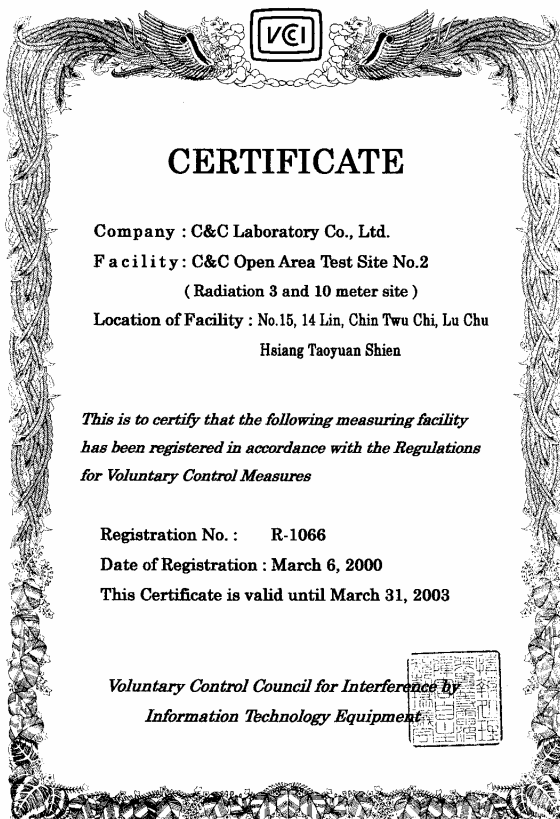 VCCI
CERTIFICATE
Company : C&C Laboratory Co., Ltd.
Facility : C&C Open Area Test Site No.2
( Radiation 3 and 10 meter site )
Location of Facility : No.15, 14 Lin, Chin Twu Chi, Lu Chu
Hsiang Taoyuan Shien
This is to certify that the following measuring facility
has been registered in accordance with the Regulations
for Voluntary Control Measures
Registration No. : R-1066
Date of Registration : March 6, 2000
This Certificate is valid until March 31, 2003
Voluntary Control Council for Interference by
Information Technology Equipment